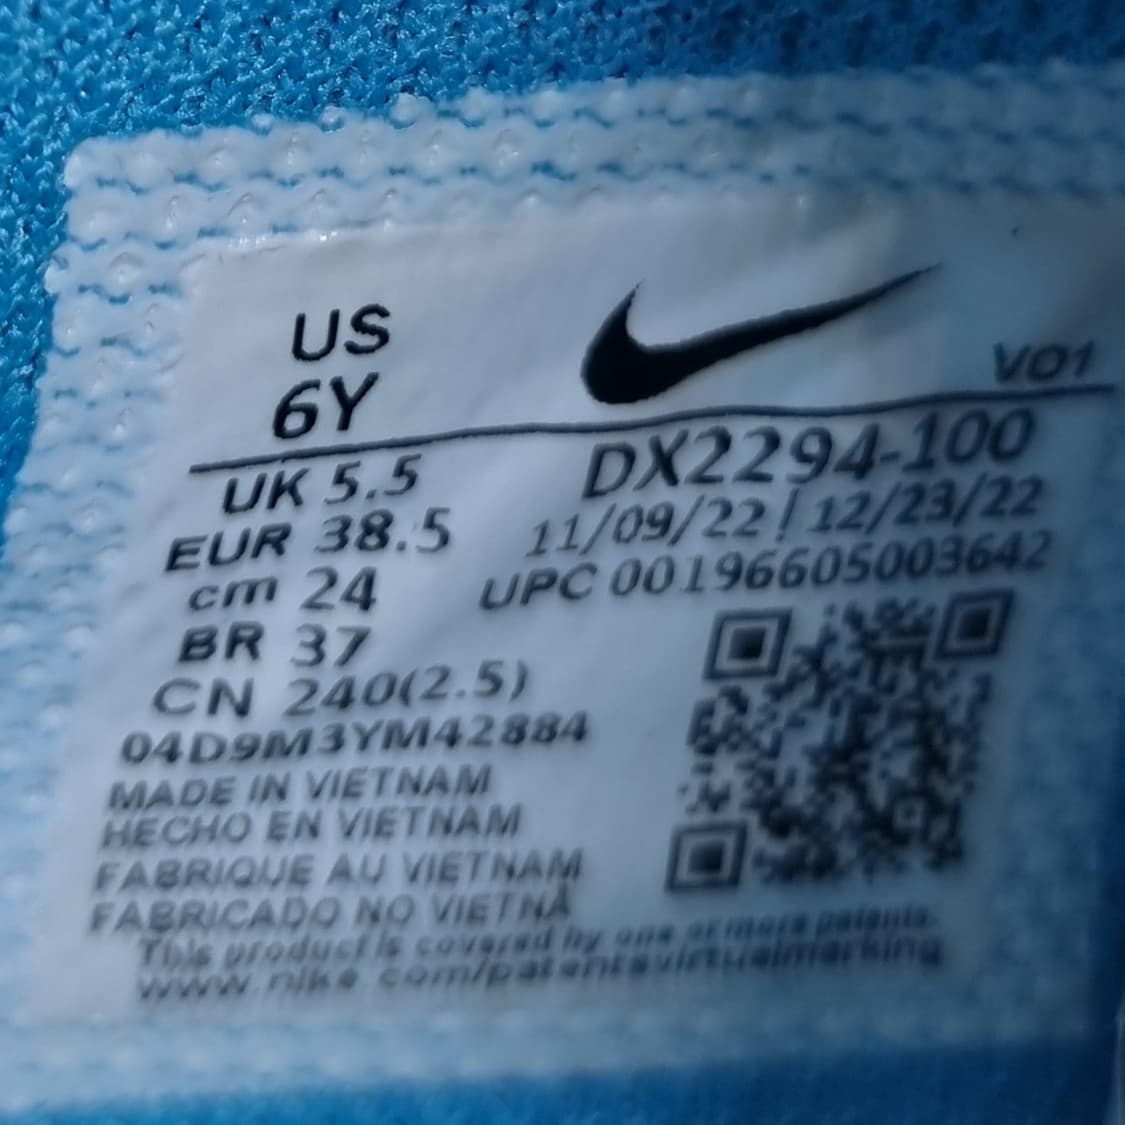 US
6Y
VO1
UK 5.5
EUR 38.5
cm 24
BR 37
CN 240(2.5)
DX2294-100
11/09/22 | 12/23/22
UPC 00196605003642
04D9M3YM42884
MADE IN VIETNAM
HECHO EN VIETNAM
FABRIQUE AU VIETNAM
FABRICADO NO VIETNÃ
This product is covered by one or more patents.
www.nike.com/patentsvirtualmarking